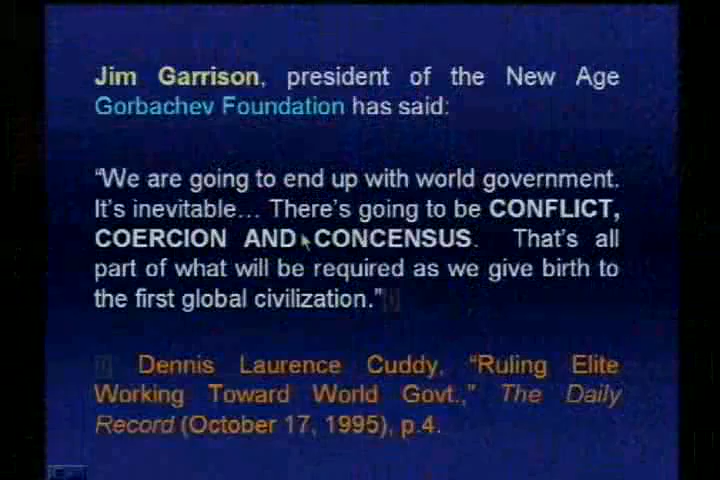 Jim Garrison, president of the New Age
Gorbachev Foundation has said:
“We are going to end up with world government.
It’s inevitable… There’s going to be CONFLICT,
COERCION AND CONCENSUS. That’s all
part of what will be required as we give birth to
the first global civilization.”
Dennis Laurence Cuddy, “Ruling Elite
Working Toward World Govt.,” The Daily
Record (October 17, 1995), p.4.